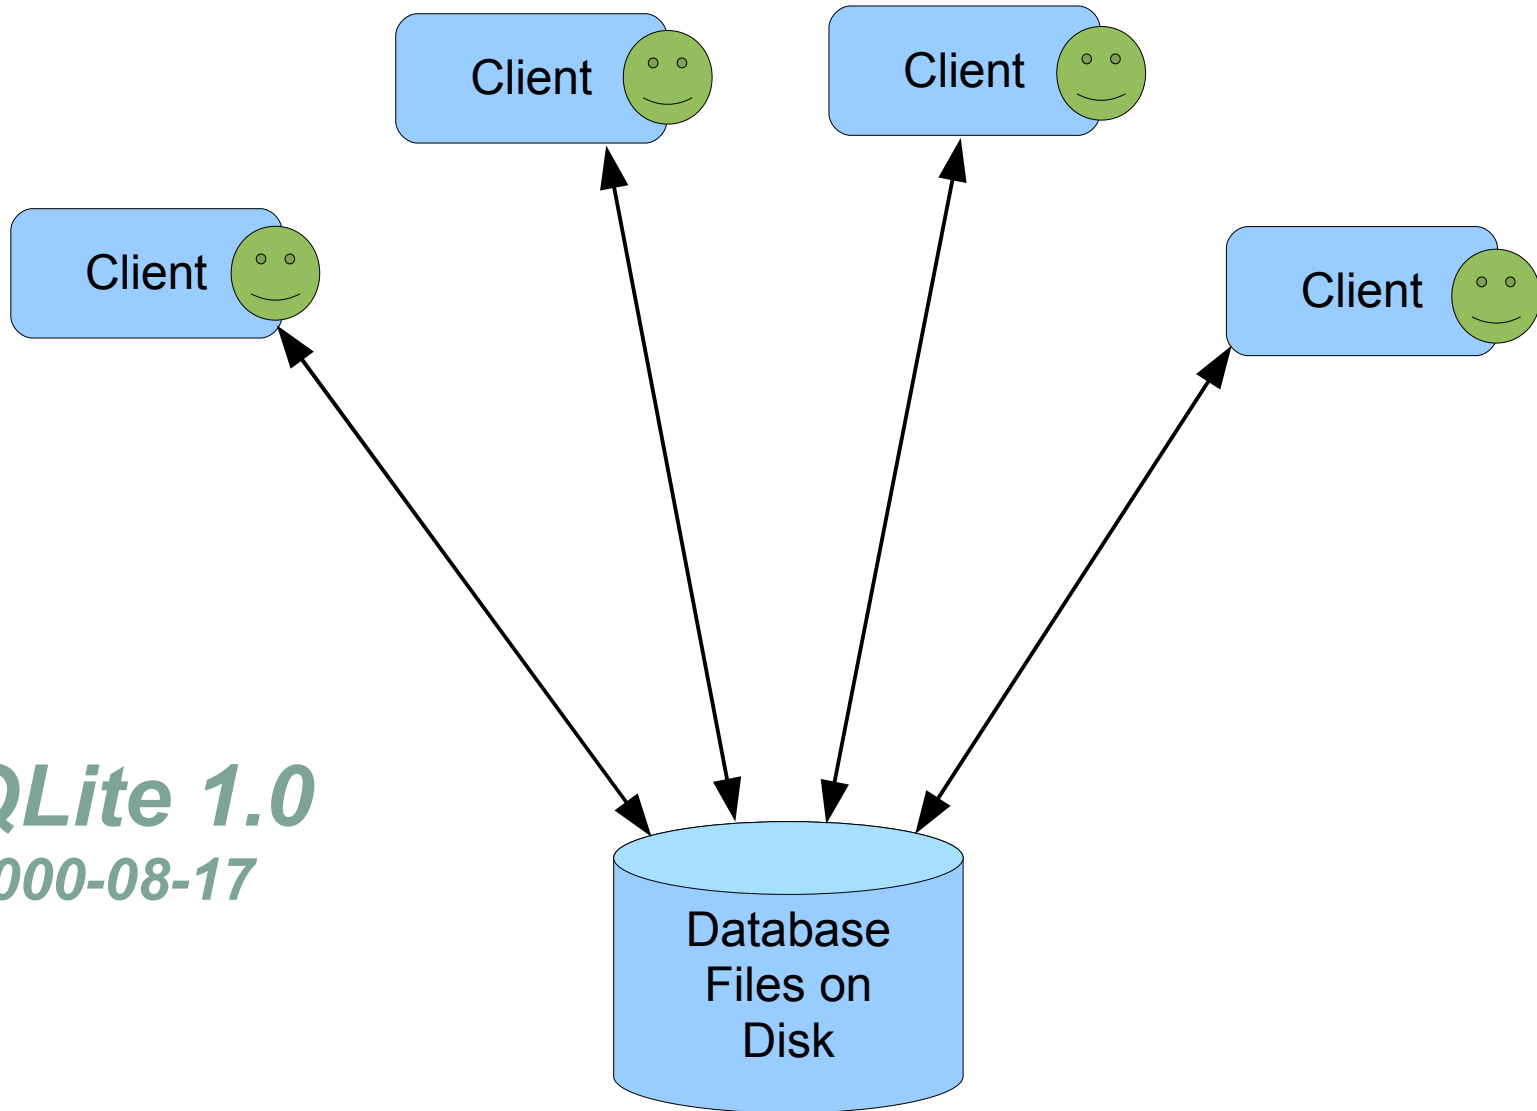 Client
Client
Client
Client
QLite 1.0
000-08-17
Database
Files on
Disk